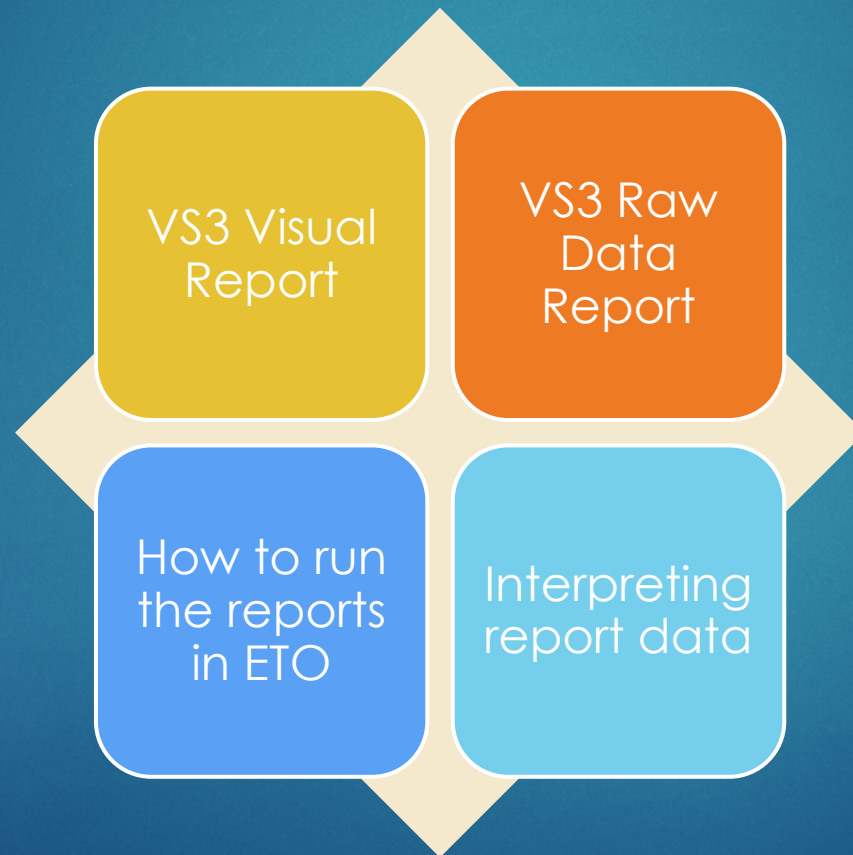 VS3 Visual
Report
VS3 Raw
Data
Report
How to run
the reports
in ETO
Interpreting
report data